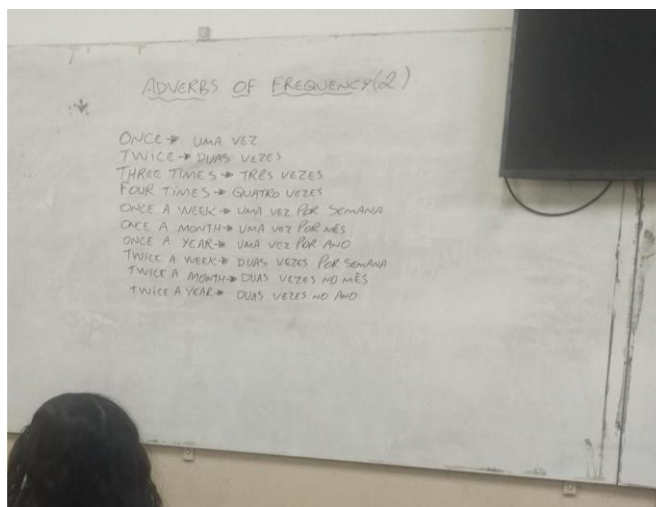 ADVERBS OF FREQUENCY(2)
ONCE → UMA VEZ
TWICE → DUAS VEZES
THREE TIMES → TRÊS VEZES
FOUR TIMES → QUATRO VEZES
ONCE A WEEK → UMA VEZ POR SEMANA
ONCE A MONTH → UMA VEZ POR MÊS
ONCE A YEAR → UMA VEZ POR ANO
TWICE A WEEK → DUAS VEZES POR SEMANA
TWICE A MONTH → DUAS VEZES NO MÊS
TWICE A YEAR → DUAS VEZES NO ANO